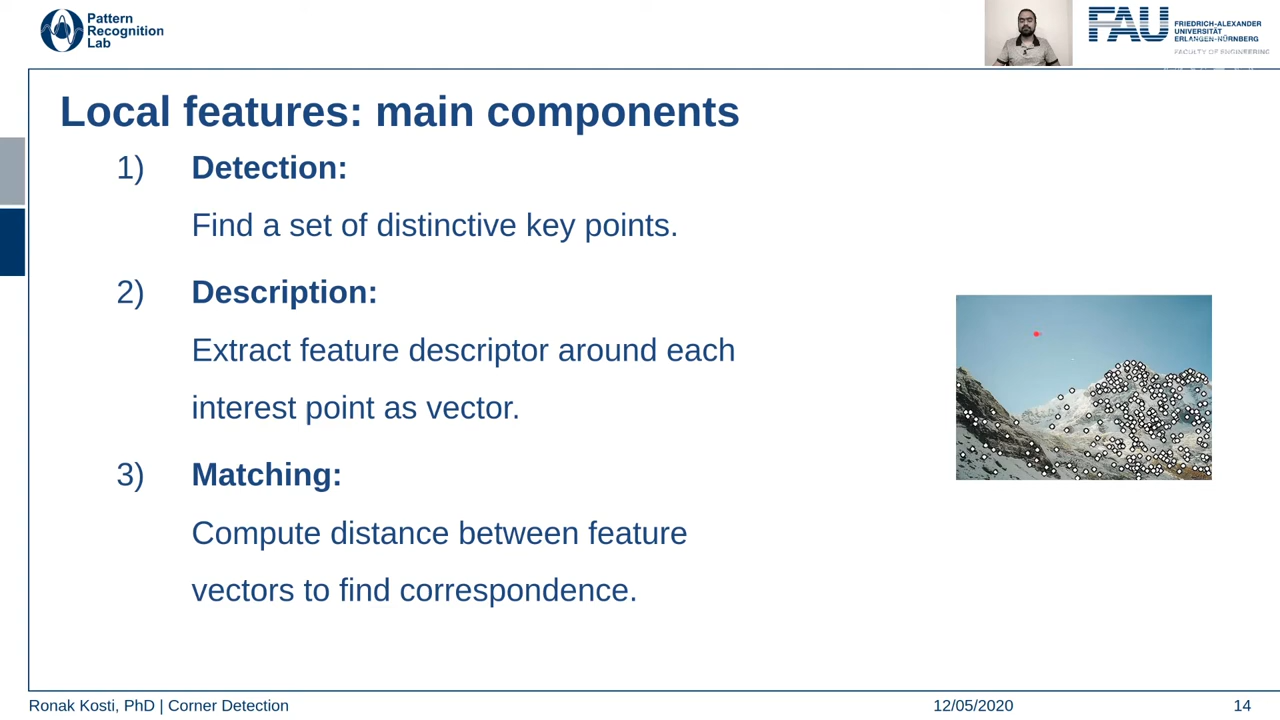 Pattern
Recognition
Lab
FAU
FRIEDRICH-ALEXANDER
UNIVERSITÄT
ERLANGEN-NÜRNBERG
FACULTY OF ENGINEERING
Local features: main components
1) Detection:
Find a set of distinctive key points.
2) Description:
Extract feature descriptor around each
interest point as vector.
3) Matching:
Compute distance between feature
vectors to find correspondence.
Ronak Kosti, PhD | Corner Detection 12/05/2020 14